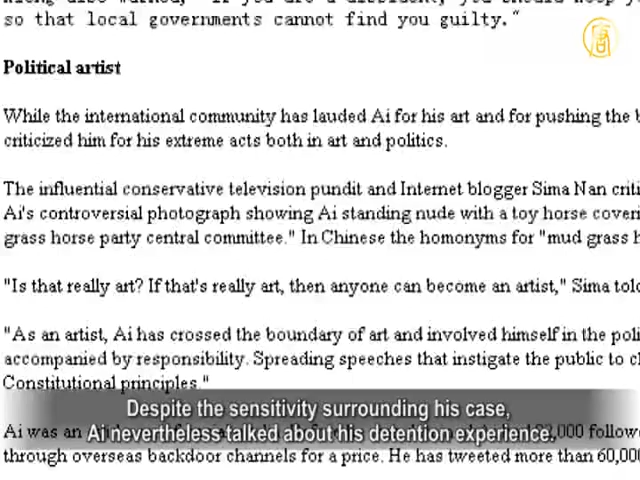 so that local governments cannot find you guilty."
Political artist
While the international community has lauded Ai for his art and for pushing the
criticized him for his extreme acts both in art and politics.
The influential conservative television pundit and Internet blogger Sima Nan
Ai's controversial photograph showing Ai standing nude with a toy horse
grass horse party central committee." In Chinese the homonyms for "mud grass
"Is that really art? If that's really art, then anyone can become an artist," Sima
"As an artist, Ai has crossed the boundary of art and involved himself in the
accompanied by responsibility. Spreading speeches that instigate the public to
Constitutional principles."
Despite the sensitivity surrounding his case,
Ai nevertheless talked about his detention experience.
Ai was an
through overseas backdoor channels for a price. He has tweeted more than 60,000